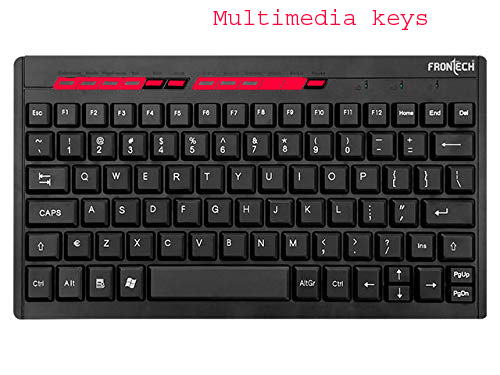 Multimedia keys
FRONTECH
Esc F1 F2 F3 F4 F5 F6 F7 F8 F9 F10 F11 F12 Home End Del
~ ! @ # $ % ^ & * ( ) _ +
` 1 2 3 4 5 6 7 8 9 0 - =
Q W E R T Y U I O P { } |
[ ] \
CAPS A S D F G H J K L : "
; '
€ Z X C V B N M < > ? Ins
, . /
Ctrl Alt AltGr Ctrl PgUp
PgDn